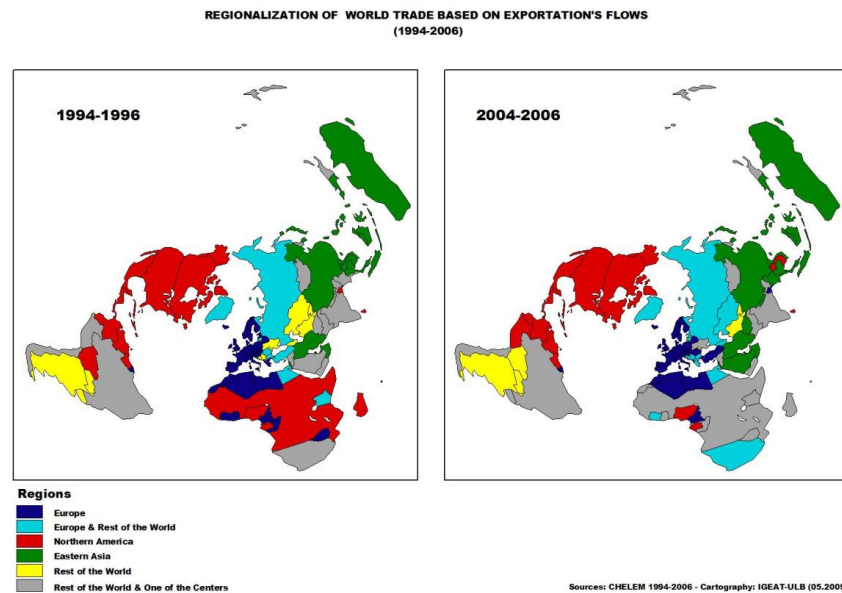 REGIONALIZATION OF WORLD TRADE BASED ON EXPORTATION'S FLOWS
(1994-2006)
1994-1996
2004-2006
Regions
Europe
Europe & Rest of the World
Northern America
Eastern Asia
Rest of the World
Rest of the World & One of the Centers
Sources: CHELEM 1994-2006 - Cartography: IGEAT-ULB (05.2009